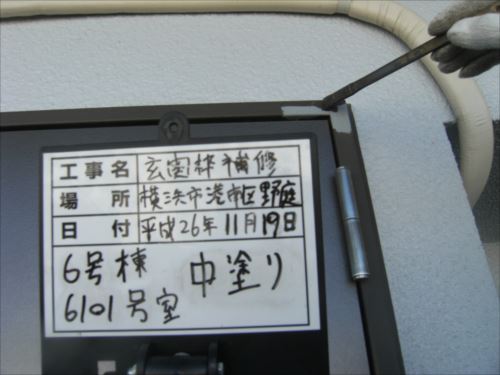 工事名 玄関枠補修
場所 横浜市港南区野庭
日付 平成26年11月19日
6号棟 中塗り
6101号室